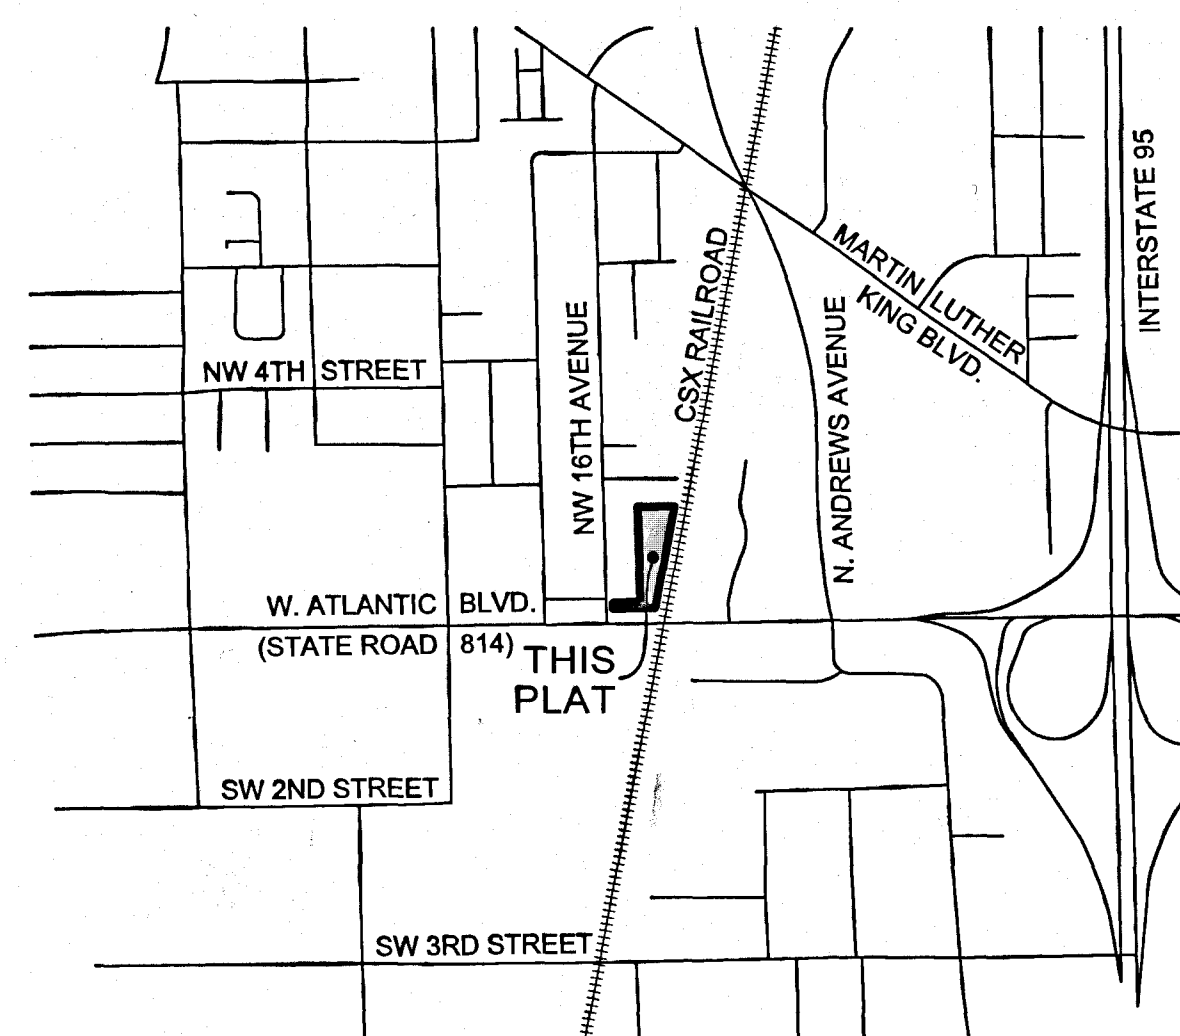 INTERSTATE 95
MARTIN LUTHER
KING BLVD.
CSX RAILROAD
N. ANDREWS AVENUE
NW 16TH AVENUE
NW 4TH STREET
W. ATLANTIC BLVD.
(STATE ROAD 814)
THIS
PLAT
SW 2ND STREET
SW 3RD STREET